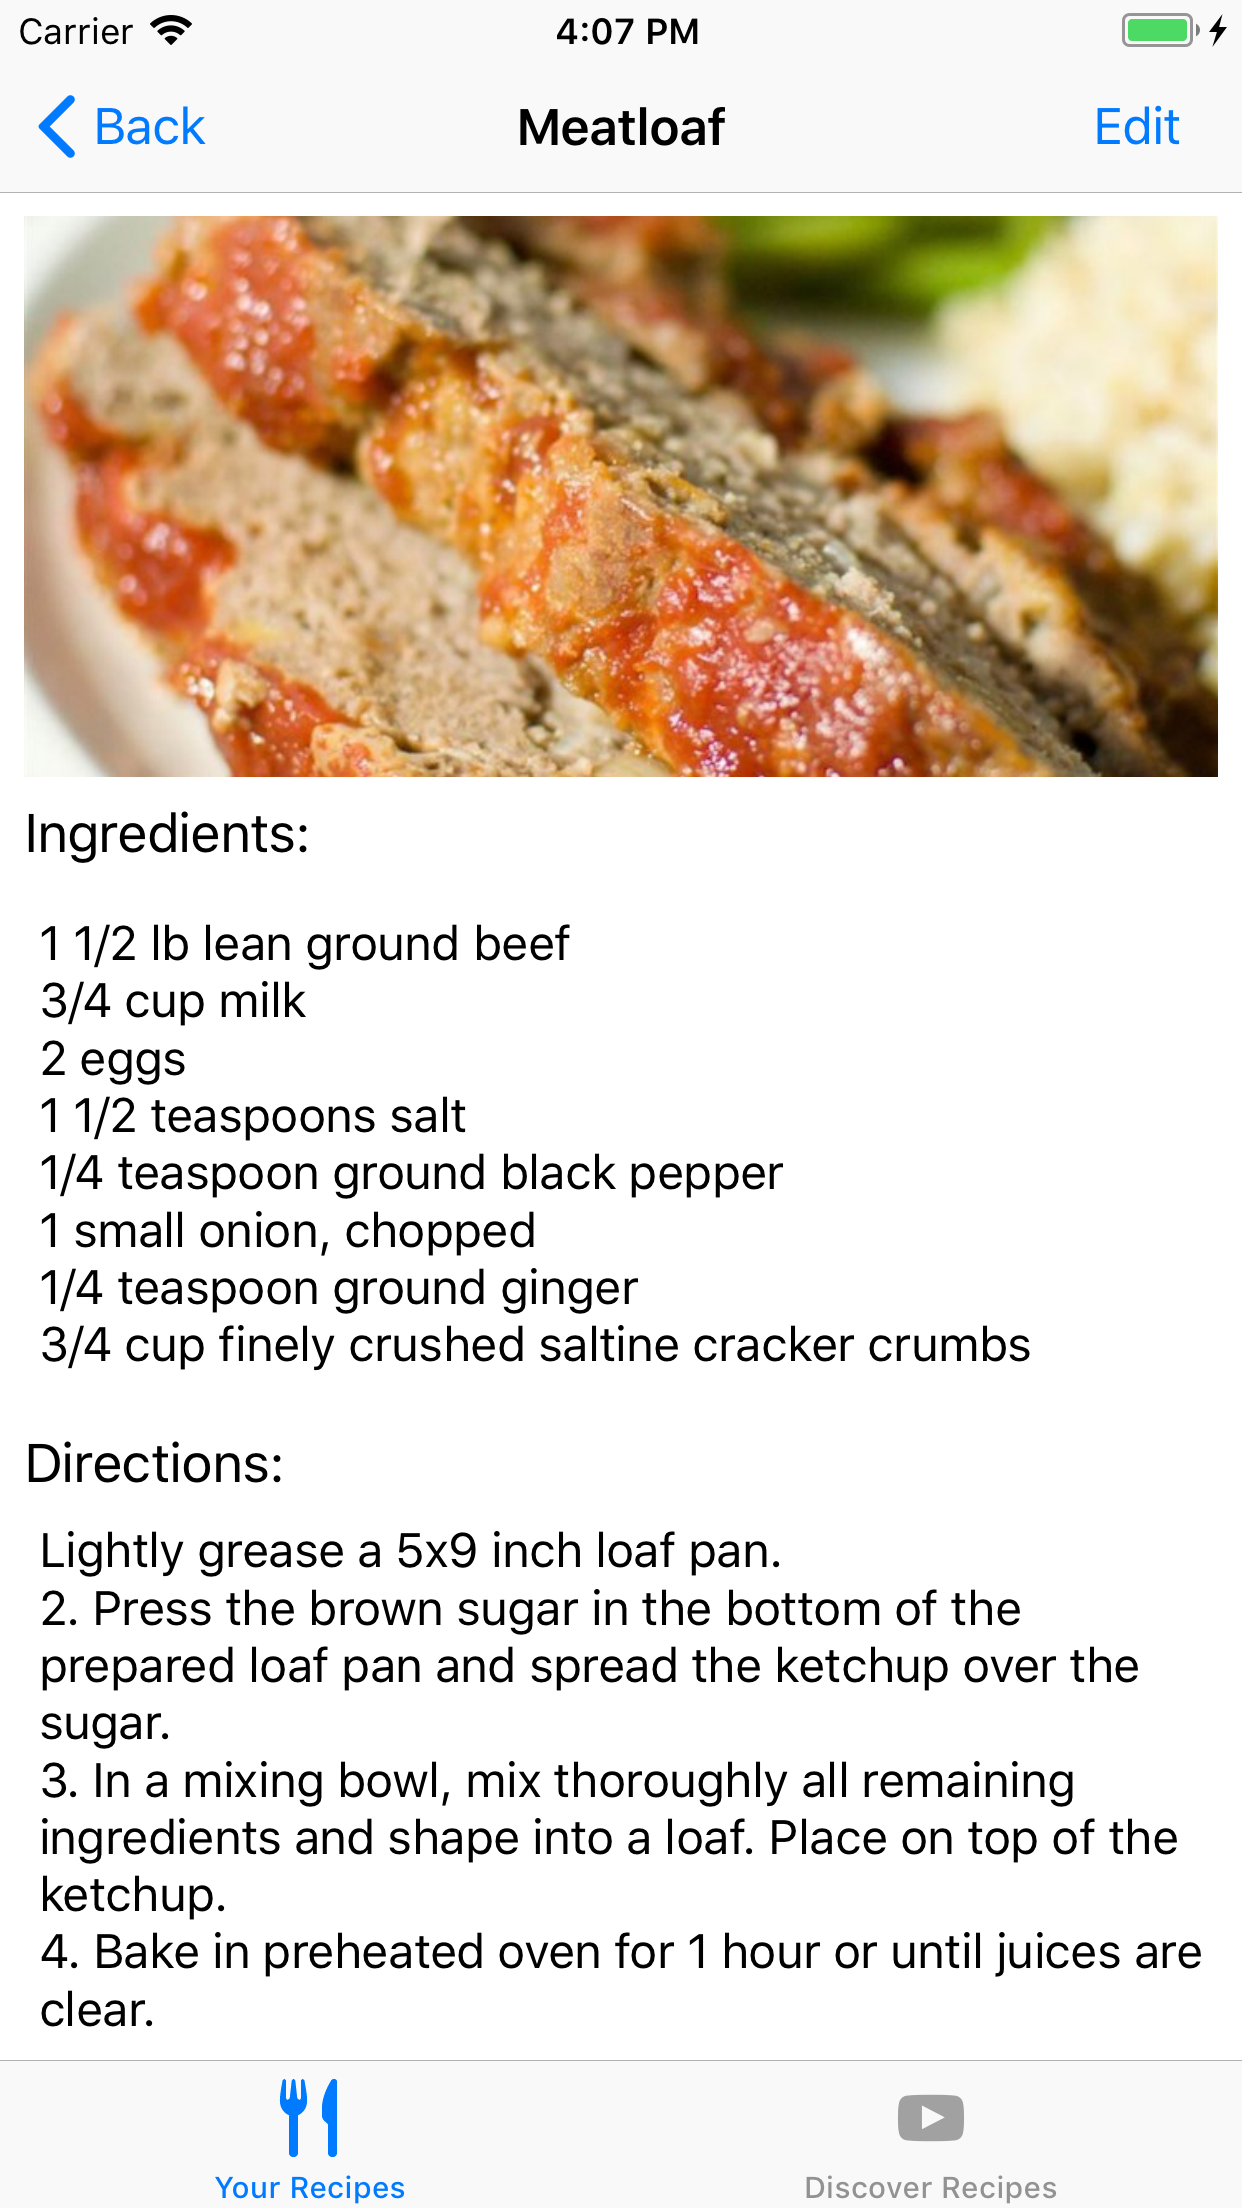 Carrier 4:07 PM
Back Meatloaf Edit
Ingredients:
1 1/2 lb lean ground beef
3/4 cup milk
2 eggs
1 1/2 teaspoons salt
1/4 teaspoon ground black pepper
1 small onion, chopped
1/4 teaspoon ground ginger
3/4 cup finely crushed saltine cracker crumbs
Directions:
Lightly grease a 5x9 inch loaf pan.
2. Press the brown sugar in the bottom of the
prepared loaf pan and spread the ketchup over the
sugar.
3. In a mixing bowl, mix thoroughly all remaining
ingredients and shape into a loaf. Place on top of the
ketchup.
4. Bake in preheated oven for 1 hour or until juices are
clear.
Your Recipes Discover Recipes